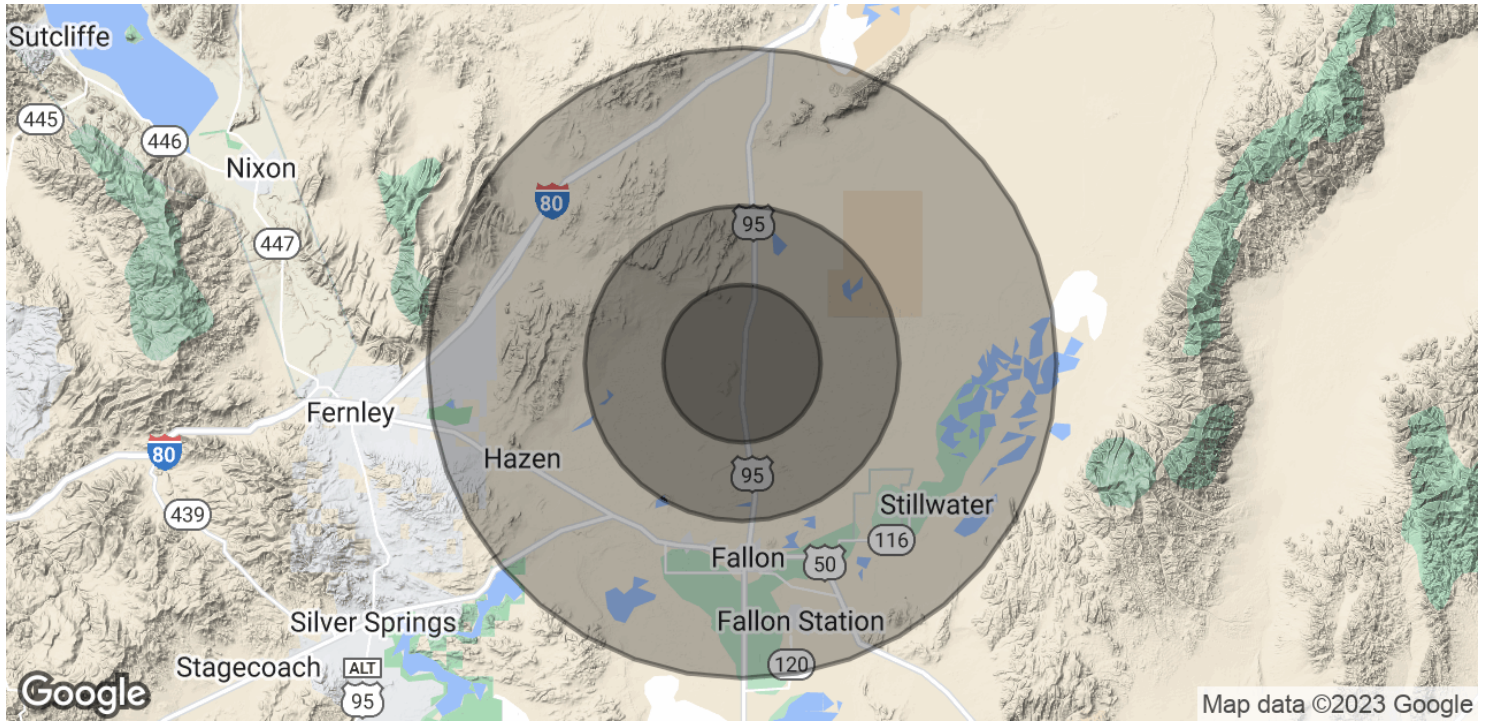 Sutcliffe
445
446
Nixon
447
80
95
Fernley
Hazen
80
95
439
Stillwater
116
Fallon
50
Silver Springs
Fallon Station
Stagecoach
ALT
95
120
Google
Map data ©2023 Google